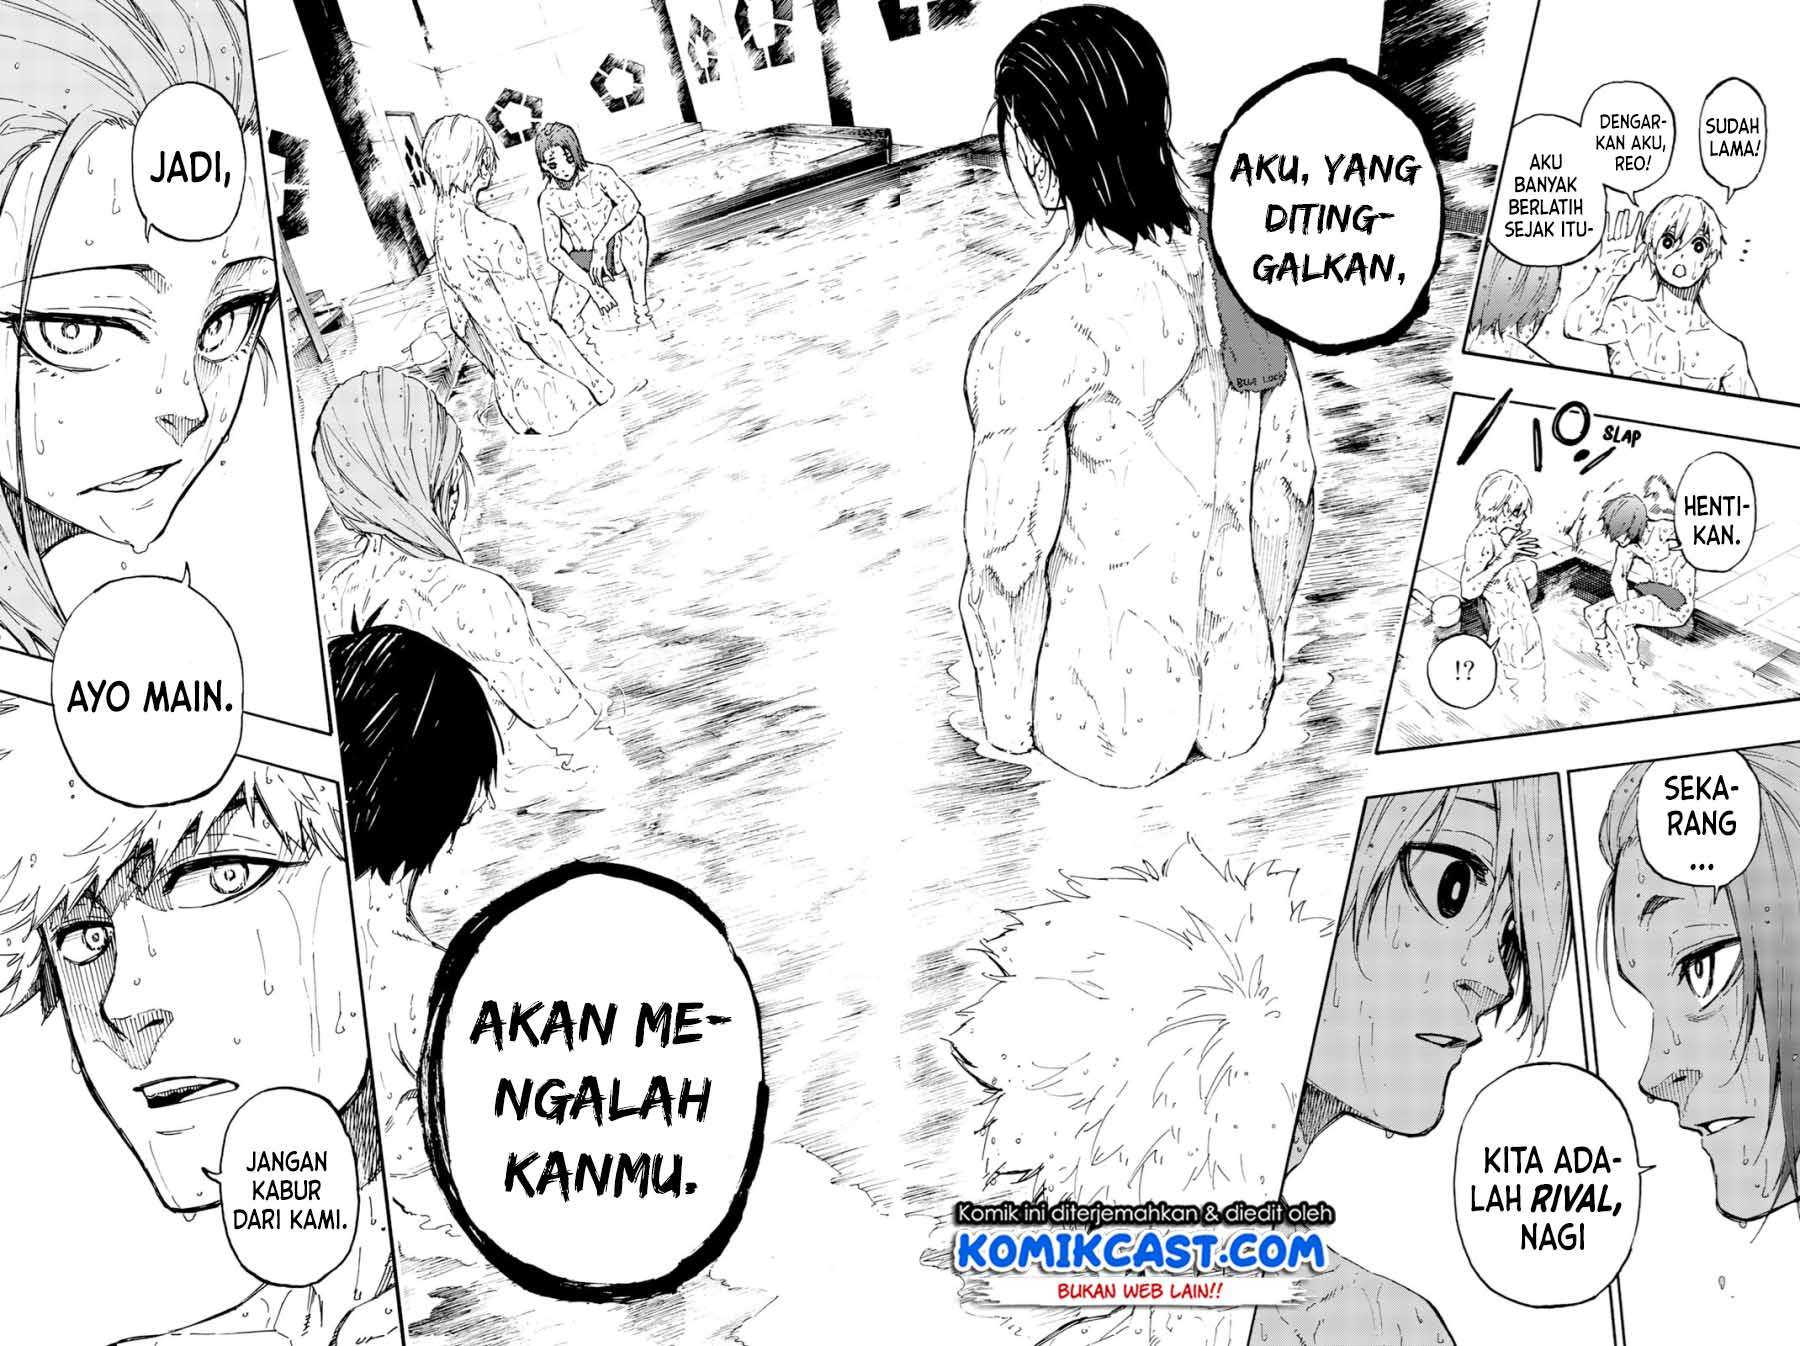 SUDAH
LAMA!
DENGAR-
KAN AKU,
REO!
AKU
BANYAK
BERLATIH
SEJAK ITU-
SLAP
HENTI-
KAN.
!?
SEKA-
RANG
...
KITA ADA-
LAH RIVAL,
NAGI
AKU, YANG
DITING-
GALKAN,
BLUE LOCK
AKAN ME-
NGALAH
KANMU.
JADI,
AYO MAIN.
JANGAN
KABUR
DARI KAMI.
Komik ini diterjemahkan & diedit oleh
KOMIKCAST.COM
BUKAN WEB LAIN!!